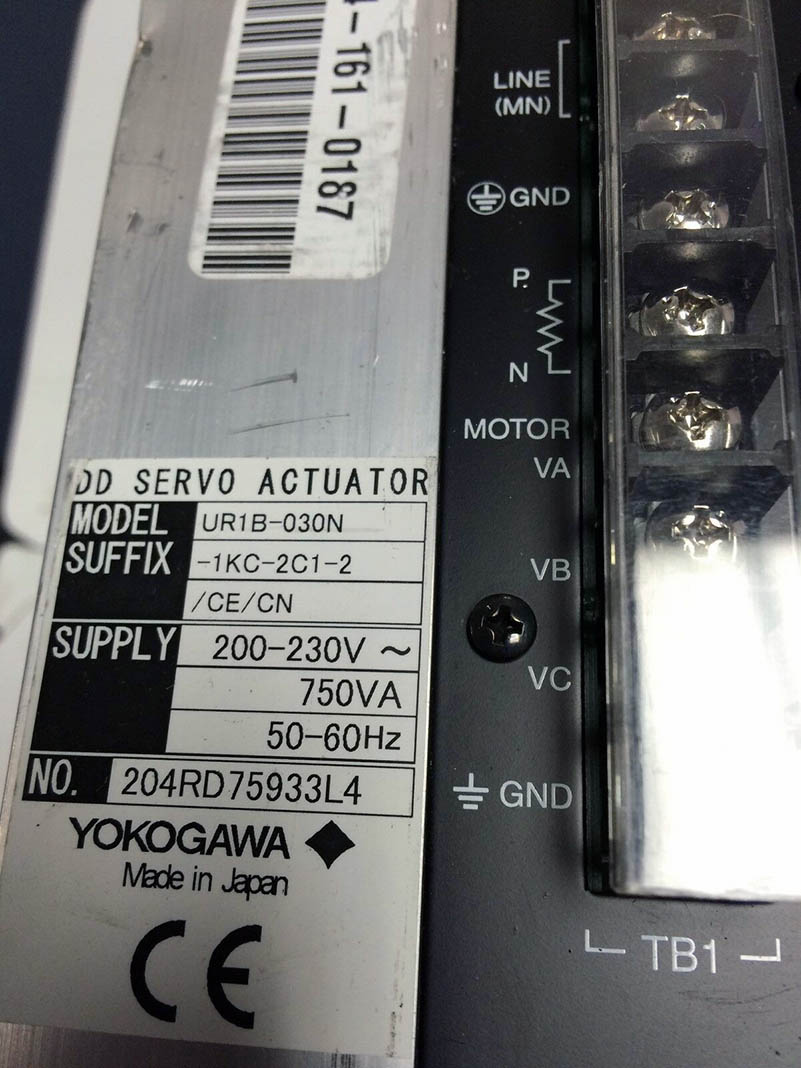 -161-0187
LINE
(MN)
GND
P
N
MOTOR
VA
VB
VC
GND
TB1
DD SERVO ACTUATOR
MODEL UR1B-030N
SUFFIX -1KC-2C1-2
/CE/CN
SUPPLY 200-230V ~
750VA
50-60Hz
NO. 204RD75933L4
YOKOGAWA
Made in Japan
CE